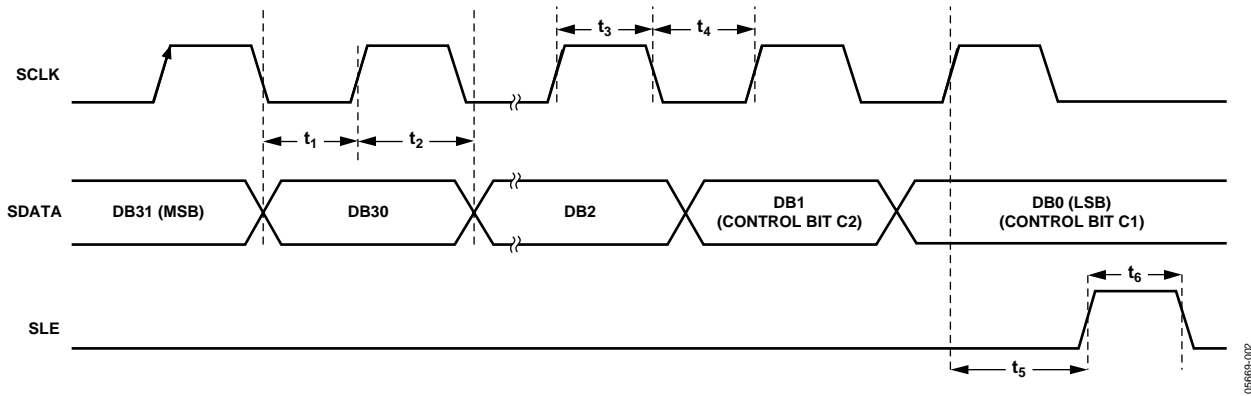 t3
t4
SCLK
t1
t2
SDATA
DB31 (MSB)
DB30
DB2
DB1
(CONTROL BIT C2)
DB0 (LSB)
(CONTROL BIT C1)
t6
SLE
t5
05669-002